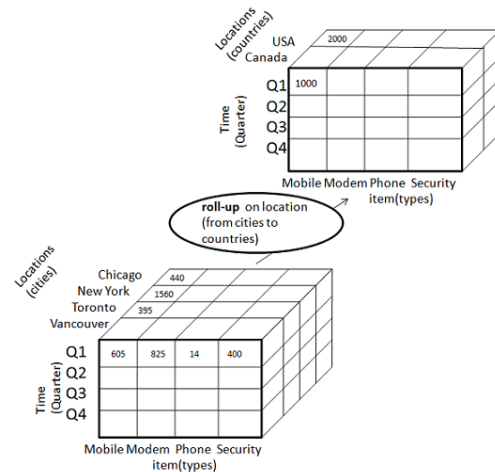 Locations
(countries)
USA 2000
Canada
Time
(Quarter)
Q1 1000
Q2
Q3
Q4
Mobile Modem Phone Security
item(types)
roll-up on location
(from cities to
countries)
Locations
(cities)
Chicago 440
New York 1560
Toronto 395
Vancouver
Time
(Quarter)
Q1 605 825 14 400
Q2
Q3
Q4
Mobile Modem Phone Security
item(types)